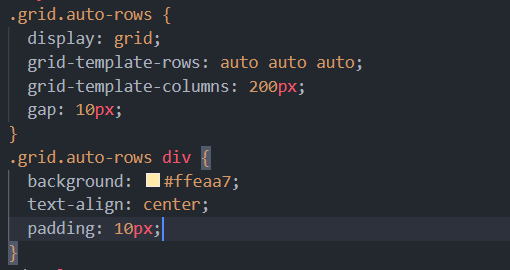 .grid.auto-rows {
display: grid;
grid-template-rows: auto auto auto;
grid-template-columns: 200px;
gap: 10px;
}
.grid.auto-rows div {
background: #ffeaa7;
text-align: center;
padding: 10px;
}